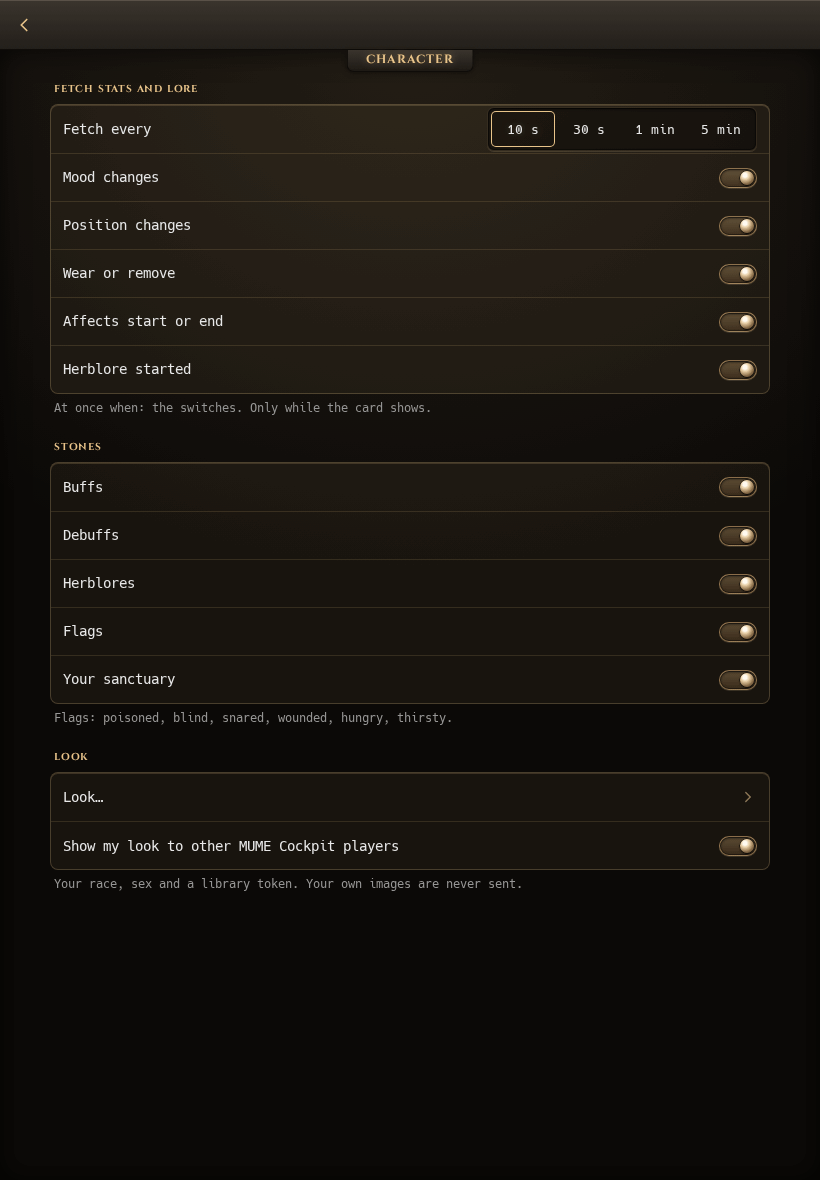 CHARACTER
FETCH STATS AND LORE
Fetch every 10 s 30 s 1 min 5 min
Mood changes
Position changes
Wear or remove
Affects start or end
Herblore started
At once when: the switches. Only while the card shows.
STONES
Buffs
Debuffs
Herblores
Flags
Your sanctuary
Flags: poisoned, blind, snared, wounded, hungry, thirsty.
LOOK
Look…
Show my look to other MUME Cockpit players
Your race, sex and a library token. Your own images are never sent.